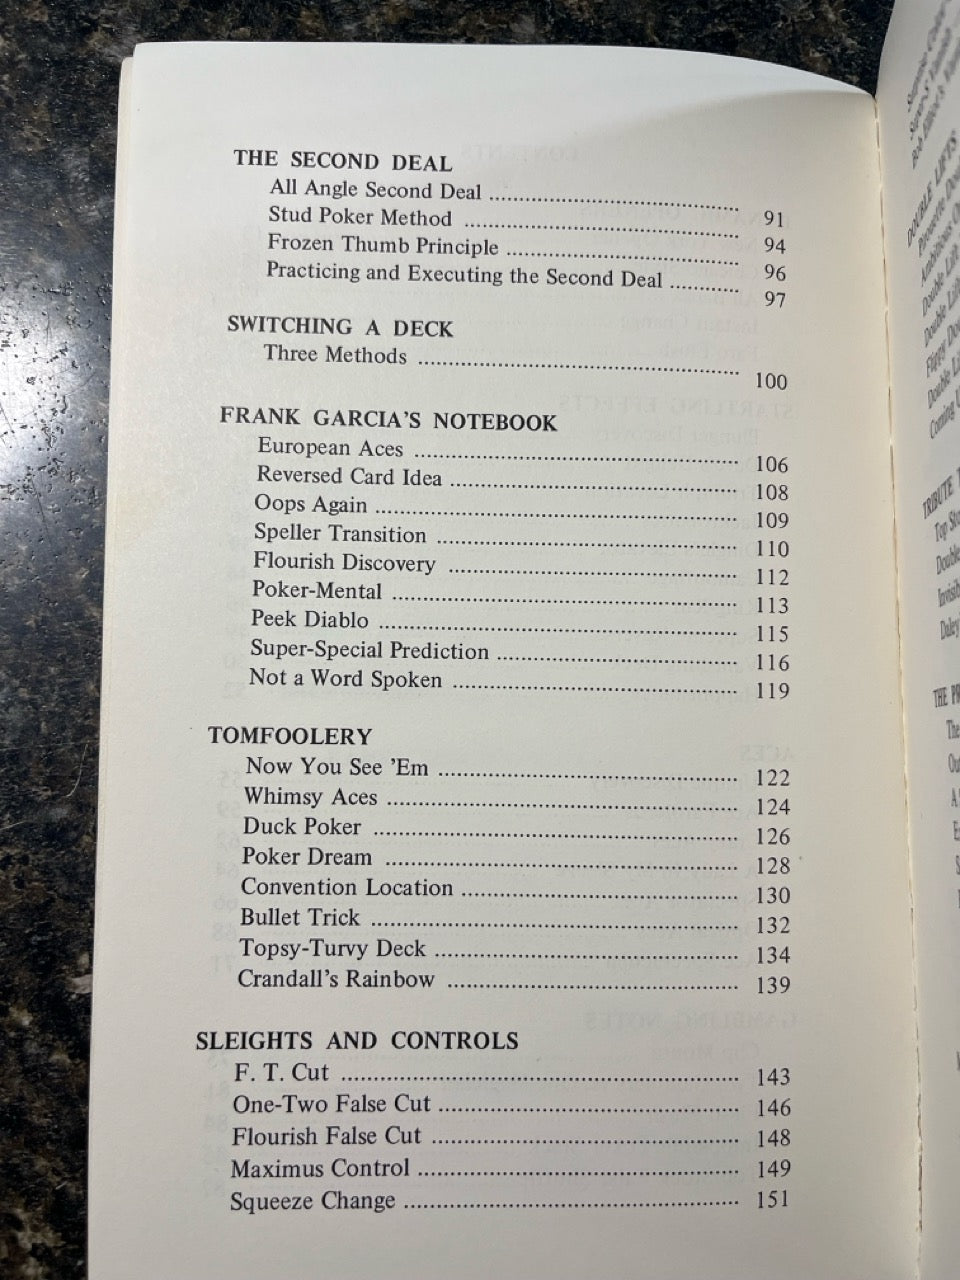 THE SECOND DEAL
All Angle Second Deal ........ 91
Stud Poker Method ........ 94
Frozen Thumb Principle ........ 96
Practicing and Executing the Second Deal ........ 97
SWITCHING A DECK
Three Methods ........ 100
FRANK GARCIA'S NOTEBOOK
European Aces ........ 106
Reversed Card Idea ........ 108
Oops Again ........ 109
Speller Transition ........ 110
Flourish Discovery ........ 112
Poker-Mental ........ 113
Peek Diablo ........ 115
Super-Special Prediction ........ 116
Not a Word Spoken ........ 119
TOMFOOLERY
Now You See 'Em ........ 122
Whimsy Aces ........ 124
Duck Poker ........ 126
Poker Dream ........ 128
Convention Location ........ 130
Bullet Trick ........ 132
Topsy-Turvy Deck ........ 134
Crandall's Rainbow ........ 139
SLEIGHTS AND CONTROLS
F. T. Cut ........ 143
One-Two False Cut ........ 146
Flourish False Cut ........ 148
Maximus Control ........ 149
Squeeze Change ........ 151
DOUBLE LIFTS
TRIBUTE
Top